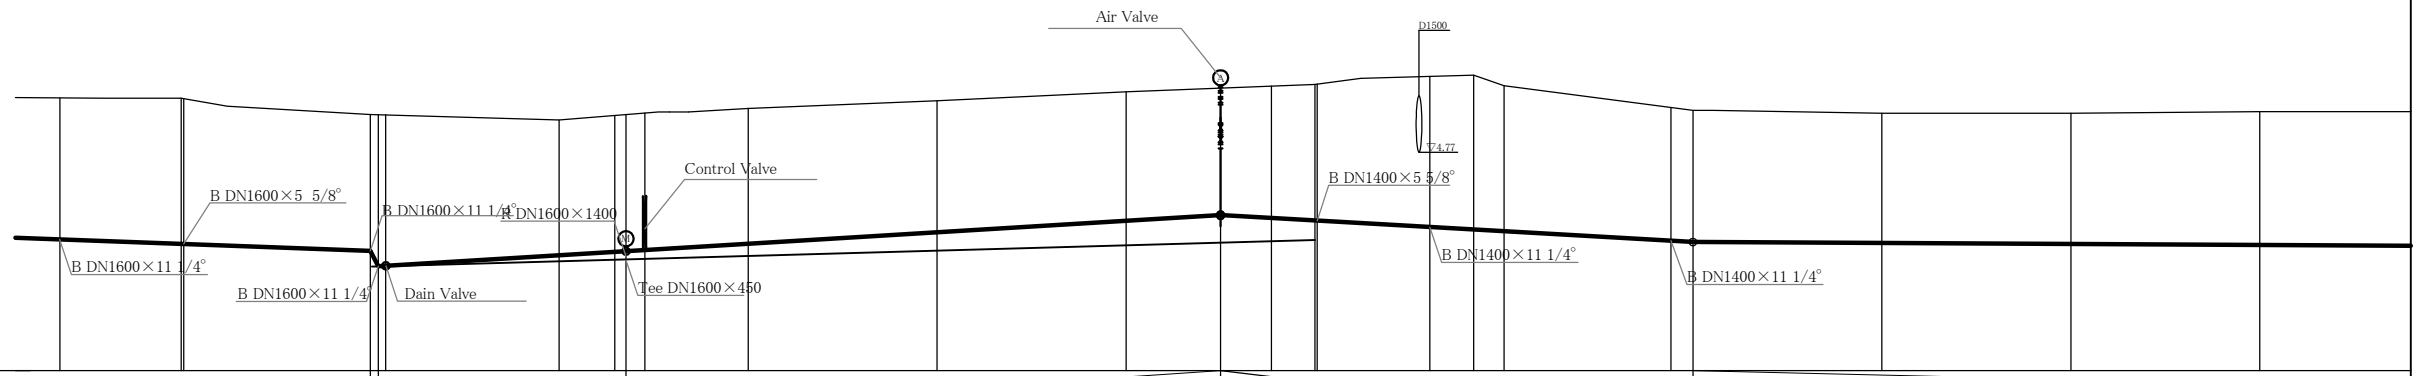 Air Valve
D1500
A
▽4.77
Control Valve
B DN1400×5 5/8°
B DN1600×5 5/8°
B DN1600×11 1/4°
R DN1600×1400
M
B DN1400×11 1/4°
B DN1600×11 1/4°
B DN1400×11 1/4°
Tee DN1600×450
B DN1600×11 1/4°
Dain Valve